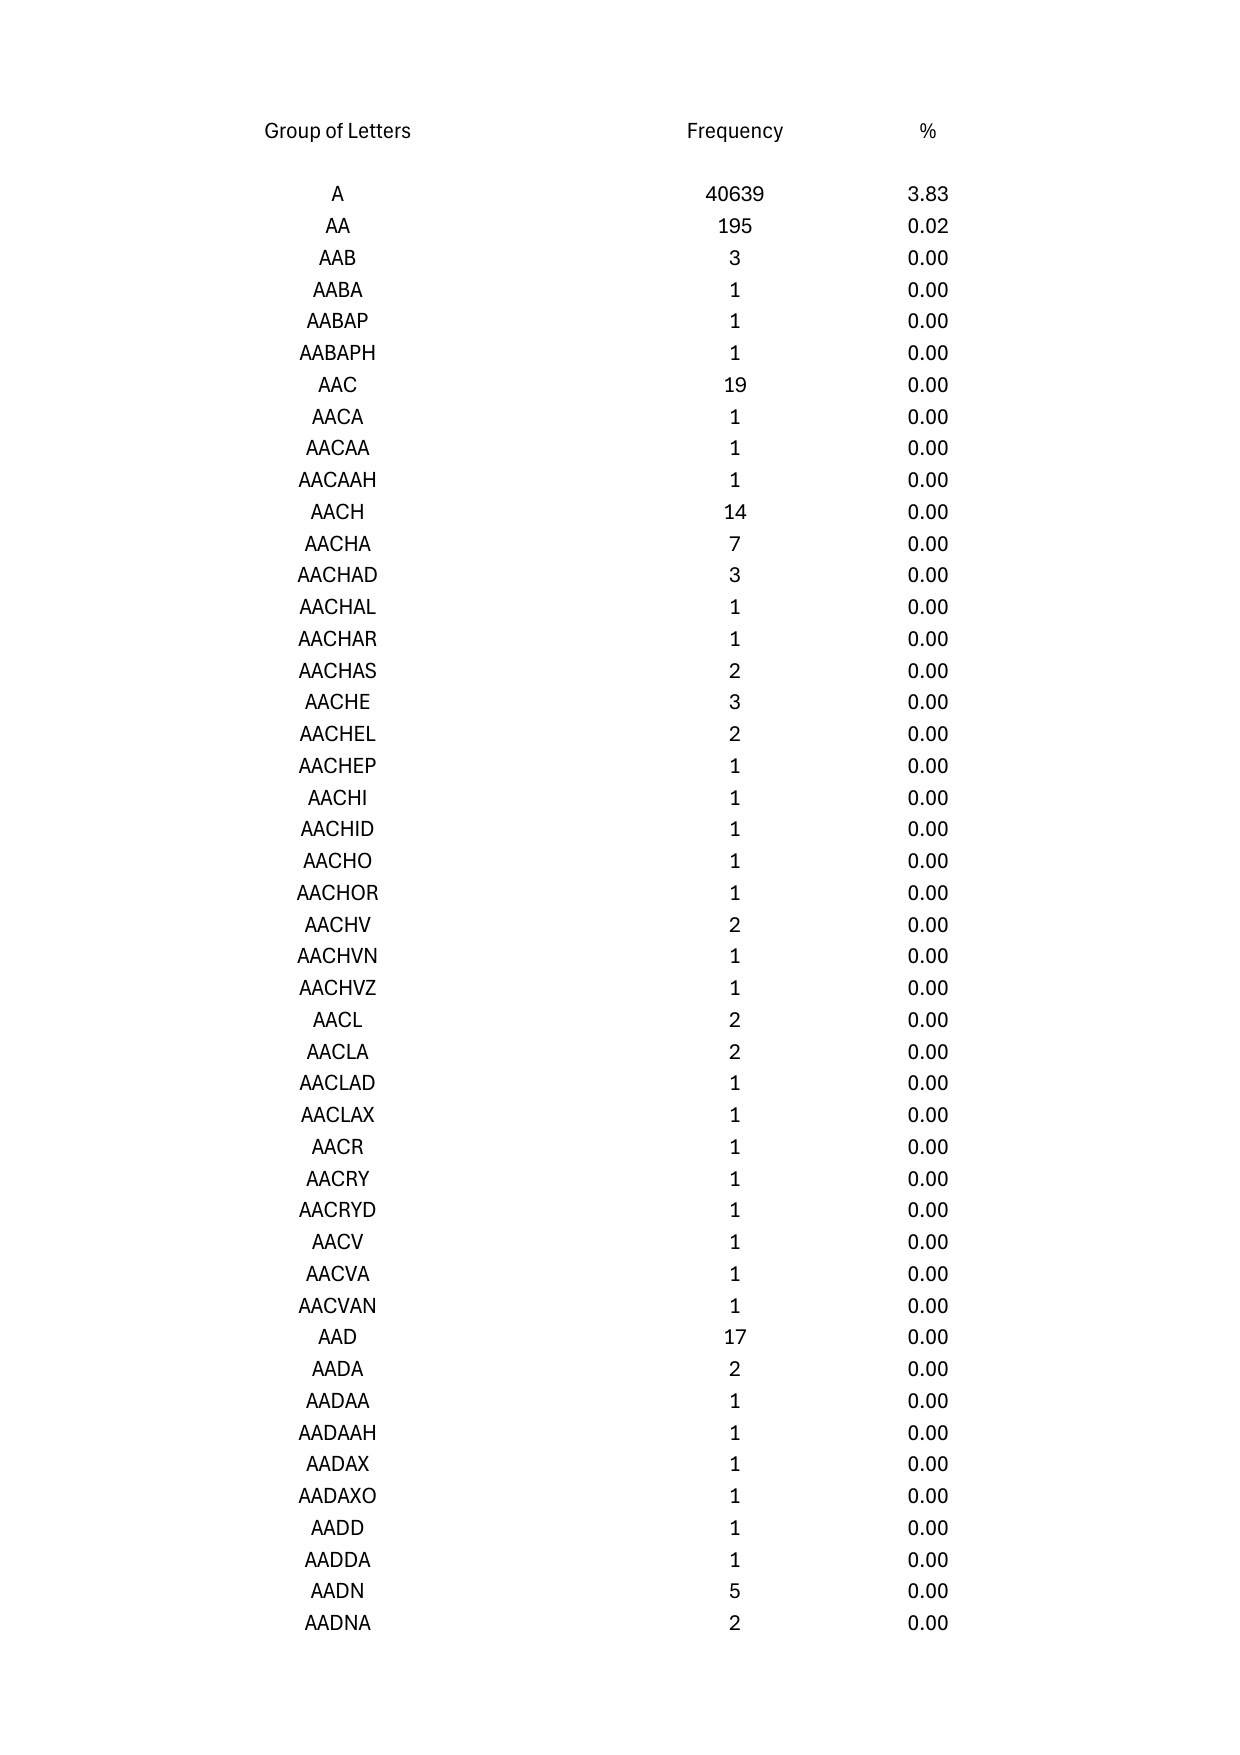 Group of Letters Frequency %
A 40639 3.83
AA 195 0.02
AAB 3 0.00
AABA 1 0.00
AABAP 1 0.00
AABAPH 1 0.00
AAC 19 0.00
AACA 1 0.00
AACAA 1 0.00
AACAAH 1 0.00
AACH 14 0.00
AACHA 7 0.00
AACHAD 3 0.00
AACHAL 1 0.00
AACHAR 1 0.00
AACHAS 2 0.00
AACHE 3 0.00
AACHEL 2 0.00
AACHEP 1 0.00
AACHI 1 0.00
AACHID 1 0.00
AACHO 1 0.00
AACHOR 1 0.00
AACHV 2 0.00
AACHVN 1 0.00
AACHVZ 1 0.00
AACL 2 0.00
AACLA 2 0.00
AACLAD 1 0.00
AACLAX 1 0.00
AACR 1 0.00
AACRY 1 0.00
AACRYD 1 0.00
AACV 1 0.00
AACVA 1 0.00
AACVAN 1 0.00
AAD 17 0.00
AADA 2 0.00
AADAA 1 0.00
AADAAH 1 0.00
AADAX 1 0.00
AADAXO 1 0.00
AADD 1 0.00
AADDA 1 0.00
AADN 5 0.00
AADNA 2 0.00